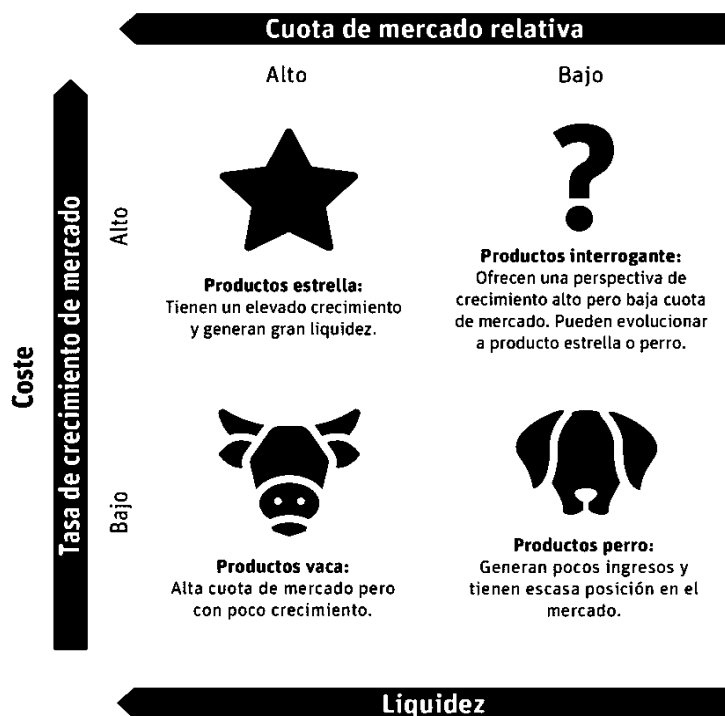 Cuota de mercado relativa
Alto
Bajo
Coste
Tasa de crecimiento de mercado
Alto
?
Productos estrella:
Tienen un elevado crecimiento
y generan gran liquidez.
Productos interrogante:
Ofrecen una perspectiva de
crecimiento alto pero baja cuota
de mercado. Pueden evolucionar
a producto estrella o perro.
Bajo
Productos vaca:
Alta cuota de mercado pero
con poco crecimiento.
Productos perro:
Generan pocos ingresos y
tienen escasa posición en el
mercado.
Liquidez